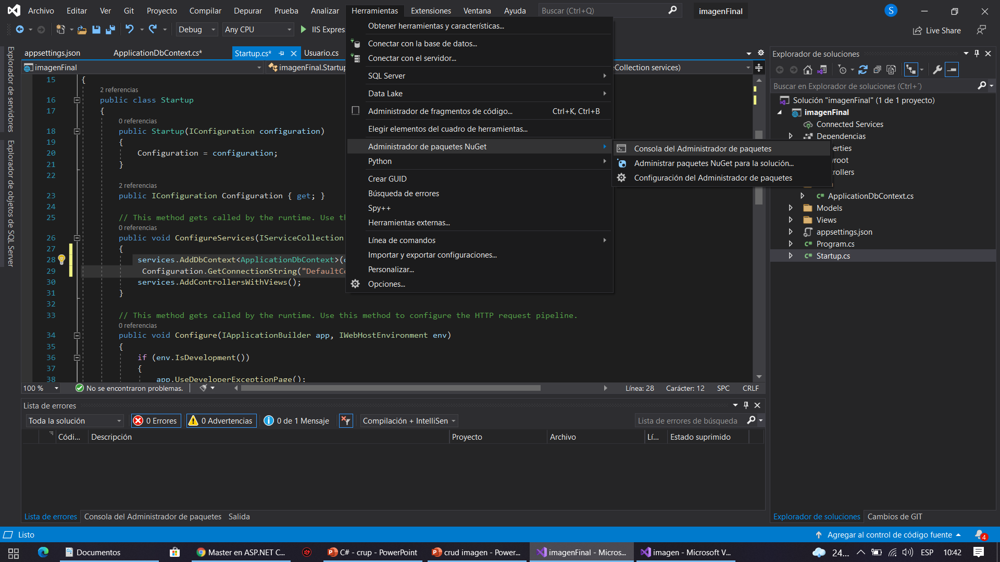 Archivo Editar Ver Git Proyecto Compilar Depurar Prueba Analizar Herramientas Extensiones Ventana Ayuda Buscar (Ctrl+Q) imagenFinal S
Debug Any CPU IIS Expres Live Share
Obtener herramientas y características...
Conectar con la base de datos...
Conectar con el servidor...
SQL Server
Data Lake
Administrador de fragmentos de código... Ctrl+K, Ctrl+B
Elegir elementos del cuadro de herramientas...
Administrador de paquetes NuGet
Python
Crear GUID
Búsqueda de errores
Spy++
Herramientas externas...
Línea de comandos
Importar y exportar configuraciones...
Personalizar...
Opciones...
Consola del Administrador de paquetes
Administrar paquetes NuGet para la solución...
Configuración del Administrador de paquetes
Explorador de servidores
Explorador de objetos de SQL Server
appsettings.json ApplicationDbContext.cs* Startup.cs* Usuario.cs
imagenFinal imagenFinal.Startup eCollection services)
15 {
2 referencias
16 public class Startup
17 {
0 referencias
18 public Startup(IConfiguration configuration)
19 {
20 Configuration = configuration;
21 }
22
2 referencias
23 public IConfiguration Configuration { get; }
24
25 // This method gets called by the runtime. Use th
0 referencias
26 public void ConfigureServices(IServiceCollection
27 {
28 services.AddDbContext<ApplicationDbContext>(
29 Configuration.GetConnectionString("DefaultCo
30 services.AddControllersWithViews();
31 }
32
33 // This method gets called by the runtime. Use this method to configure the HTTP request pipeline.
0 referencias
34 public void Configure(IApplicationBuilder app, IWebHostEnvironment env)
35 {
36 if (env.IsDevelopment())
37 {
38 app.UseDeveloperExceptionPage();
100 % No se encontraron problemas. Línea: 28 Carácter: 12 SPC CRLF
Explorador de soluciones
Buscar en Explorador de soluciones (Ctrl+´)
Solución "imagenFinal" (1 de 1 proyecto)
imagenFinal
Connected Services
Dependencias
erties
root
rollers
ApplicationDbContext.cs
Models
Views
appsettings.json
Program.cs
Startup.cs
Lista de errores
Toda la solución 0 Errores 0 Advertencias 0 de 1 Mensaje Compilación + IntelliSen Lista de errores de búsqueda
Códi... Descripción Proyecto Archivo Lí... Estado suprimido
Lista de errores Consola del Administrador de paquetes Salida
Explorador de soluciones Cambios de GIT
Listo Agregar al control de código fuente 4
Documentos Master en ASP.NET C... C# - crup - PowerPoint crud imagen - Power... imagenFinal - Micros... imagen - Microsoft V... 24... ESP 10:42